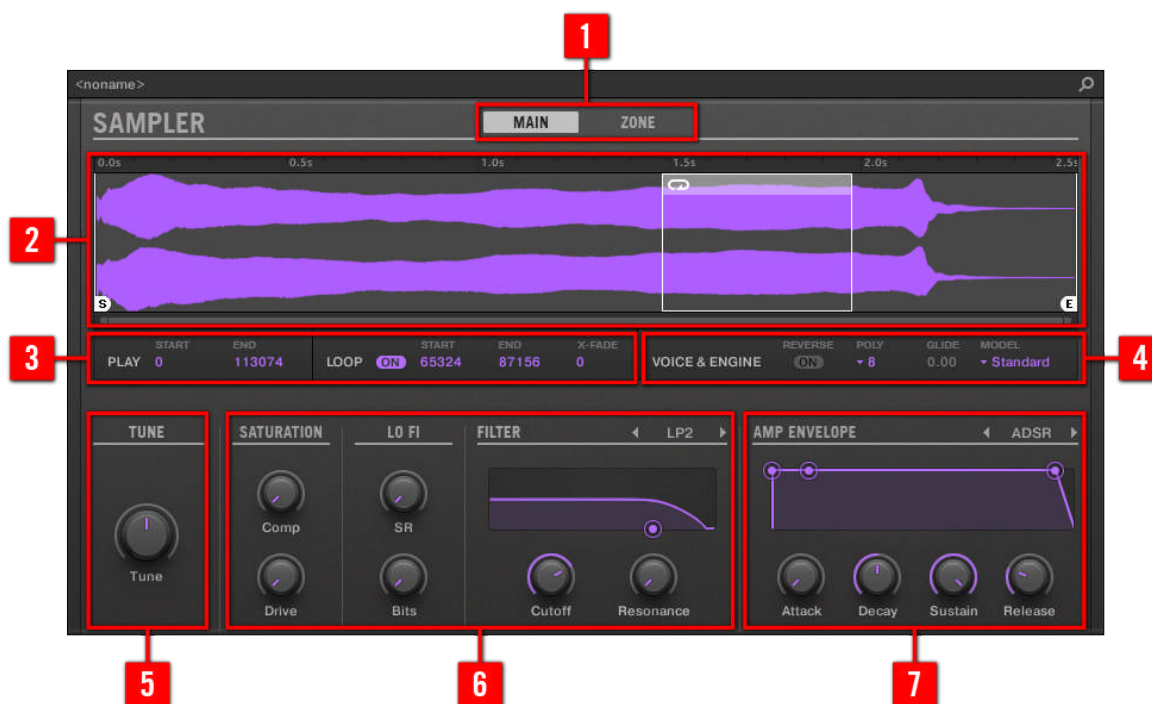 1
<noname>
SAMPLER
MAIN ZONE
0.0s 0.5s 1.0s 1.5s 2.0s 2.5s
2
S E
3
START END START END X-FADE
PLAY 0 113074 LOOP ON 65324 87156 0
REVERSE POLY GLIDE MODEL
VOICE & ENGINE ON 8 0.00 Standard
4
TUNE SATURATION LO FI FILTER LP2 AMP ENVELOPE ADSR
Comp SR
Tune
Drive Bits Cutoff Resonance Attack Decay Sustain Release
5 6 7